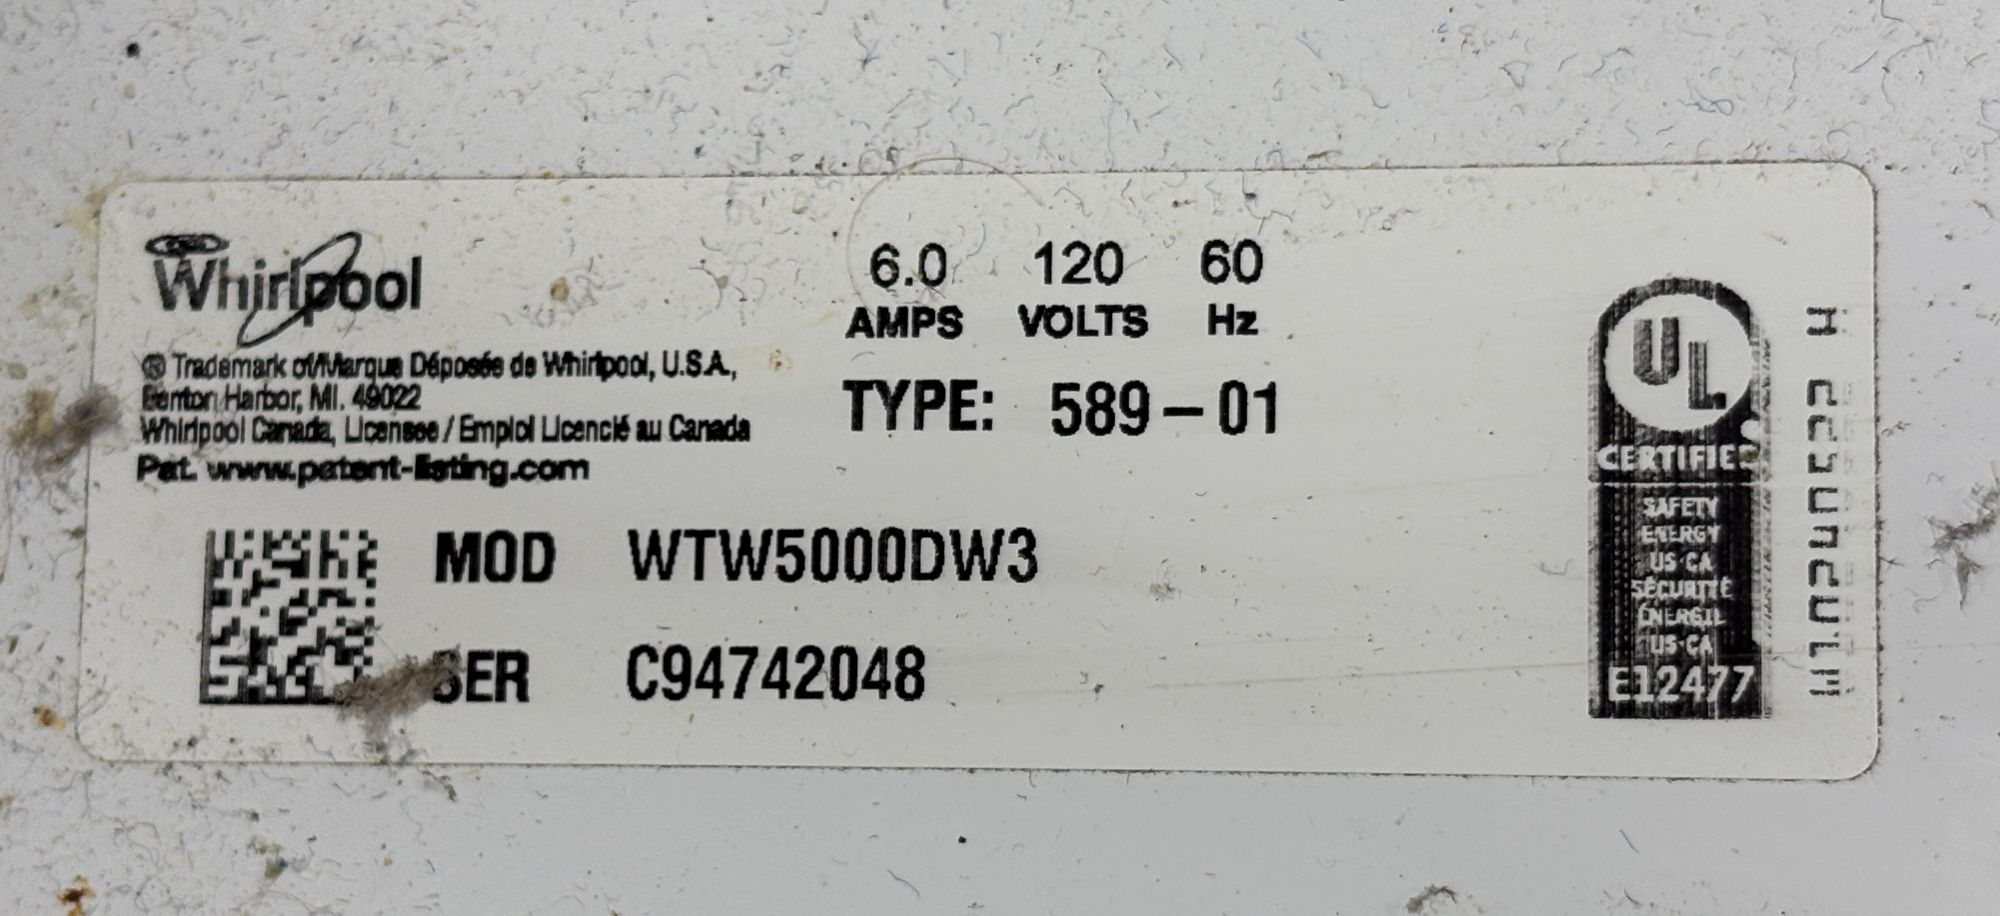 Whirlpool
® Trademark of/Marque Déposée de Whirlpool, U.S.A.,
Benton Harbor, MI. 49022
Whirlpool Canada, Licensee / Emploi Licencié au Canada
Pat. www.patent-listing.com
6.0 120 60
AMPS VOLTS Hz
TYPE: 589-01
MOD WTW5000DW3
SER C94742048
UL
CERTIFIED
SAFETY
ENERGY
US-CA
SÉCURITÉ
ÉNERGIE
US-CA
E12477